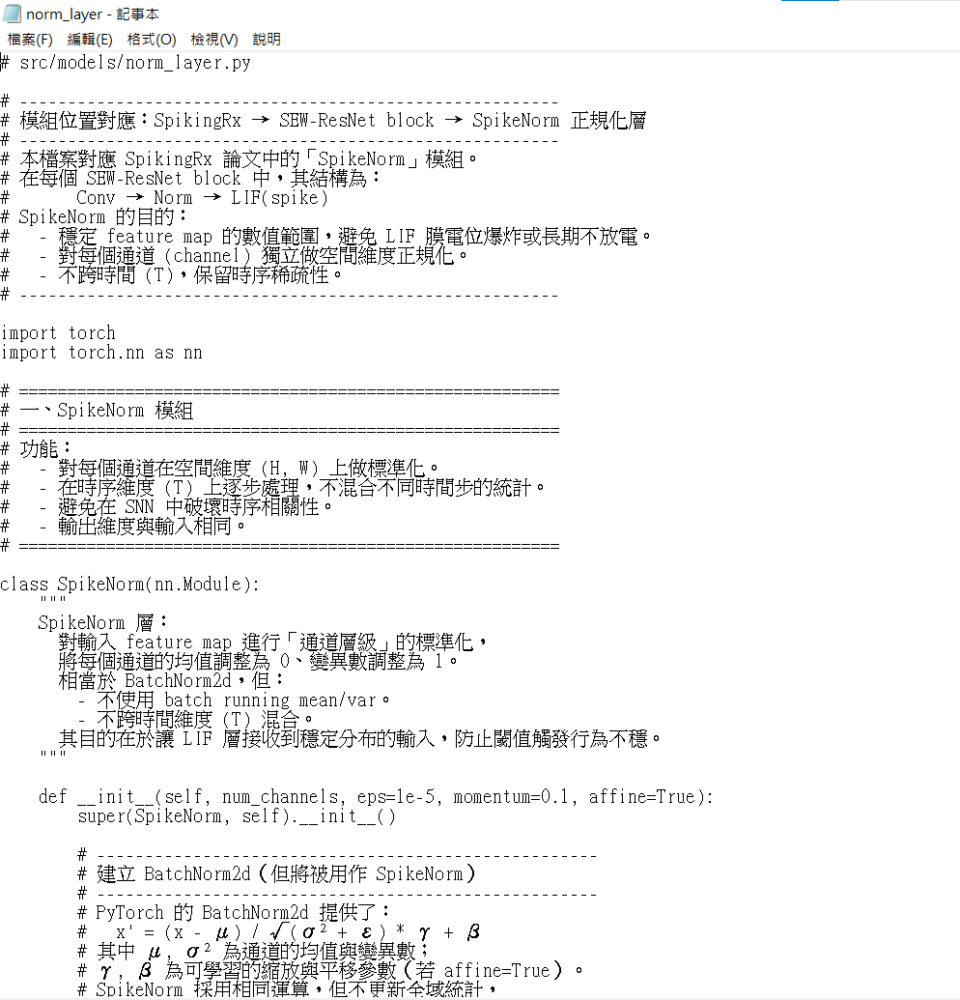 norm_layer - 記事本
檔案(F) 編輯(E) 格式(O) 檢視(V) 說明
# src/models/norm_layer.py
# --------------------------------------------------------
# 模組位置對應：SpikingRx → SEW-ResNet block → SpikeNorm 正規化層
# --------------------------------------------------------
# 本檔案對應 SpikingRx 論文中的「SpikeNorm」模組。
# 在每個 SEW-ResNet block 中，其結構為：
#       Conv → Norm → LIF(spike)
# SpikeNorm 的目的：
#   - 穩定 feature map 的數值範圍，避免 LIF 膜電位爆炸或長期不放電。
#   - 對每個通道 (channel) 獨立做空間維度正規化。
#   - 不跨時間 (T)，保留時序稀疏性。
# --------------------------------------------------------
import torch
import torch.nn as nn
# ========================================================
# 一、SpikeNorm 模組
# ========================================================
# 功能：
#   - 對每個通道在空間維度 (H, W) 上做標準化。
#   - 在時序維度 (T) 上逐步處理，不混合不同時間步的統計。
#   - 避免在 SNN 中破壞時序相關性。
#   - 輸出維度與輸入相同。
# ========================================================
class SpikeNorm(nn.Module):
    """
    SpikeNorm 層：
      對輸入 feature map 進行「通道層級」的標準化，
      將每個通道的均值調整為 0、變異數調整為 1。
      相當於 BatchNorm2d，但：
        - 不使用 batch running mean/var。
        - 不跨時間維度 (T) 混合。
      其目的在於讓 LIF 層接收到穩定分布的輸入，防止閾值觸發行為不穩。
    """
    def __init__(self, num_channels, eps=1e-5, momentum=0.1, affine=True):
        super(SpikeNorm, self).__init__()
        # ----------------------------------------------------
        # 建立 BatchNorm2d（但將被用作 SpikeNorm）
        # ----------------------------------------------------
        # PyTorch 的 BatchNorm2d 提供了：
        #   x' = (x - μ) / √(σ² + ε) * γ + β
        # 其中 μ, σ² 為通道的均值與變異數；
        # γ, β 為可學習的縮放與平移參數（若 affine=True）。
        # SpikeNorm 採用相同運算，但不更新全域統計，